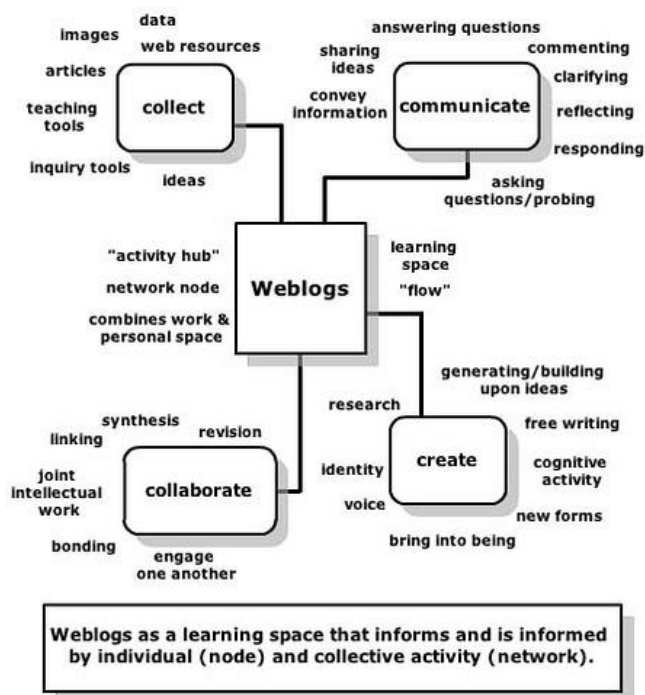 data
images
web resources
articles
collect
teaching
tools
inquiry tools
ideas
answering questions
sharing
ideas
commenting
convey
information
communicate
clarifying
reflecting
responding
asking
questions/probing
"activity hub"
network node
combines work &
personal space
Weblogs
learning
space
"flow"
synthesis
linking
revision
joint
intellectual
work
collaborate
bonding
engage
one another
generating/building
upon ideas
research
free writing
identity
create
cognitive
activity
voice
new forms
bring into being
Weblogs as a learning space that informs and is informed
by individual (node) and collective activity (network).